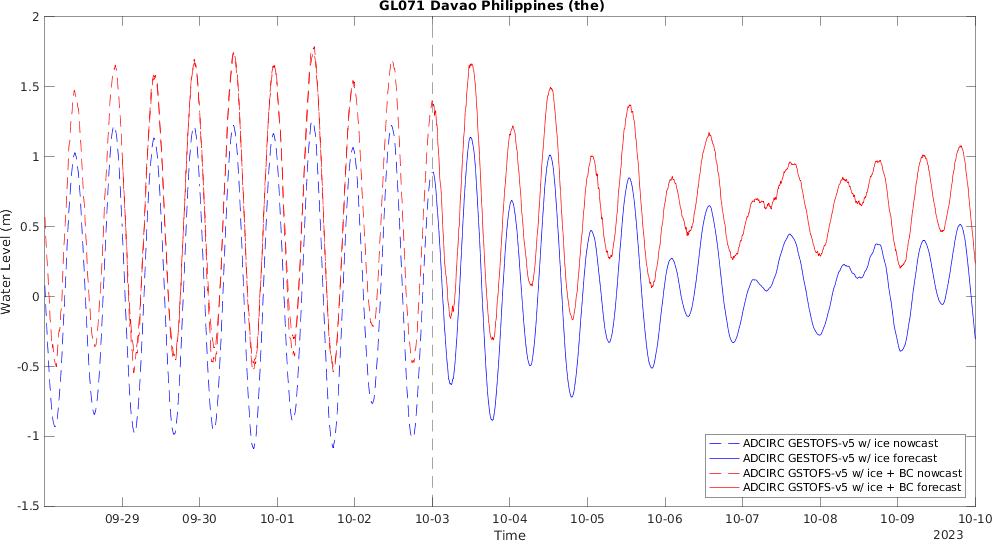 GL071 Davao Philippines (the)
2
1.5
1
0.5
0
-0.5
-1
-1.5
Water Level (m)
ADCIRC GESTOFS-v5 w/ ice nowcast
ADCIRC GESTOFS-v5 w/ ice forecast
ADCIRC GSTOFS-v5 w/ ice + BC nowcast
ADCIRC GSTOFS-v5 w/ ice + BC forecast
09-29 09-30 10-01 10-02 10-03 10-04 10-05 10-06 10-07 10-08 10-09 10-10
Time
2023